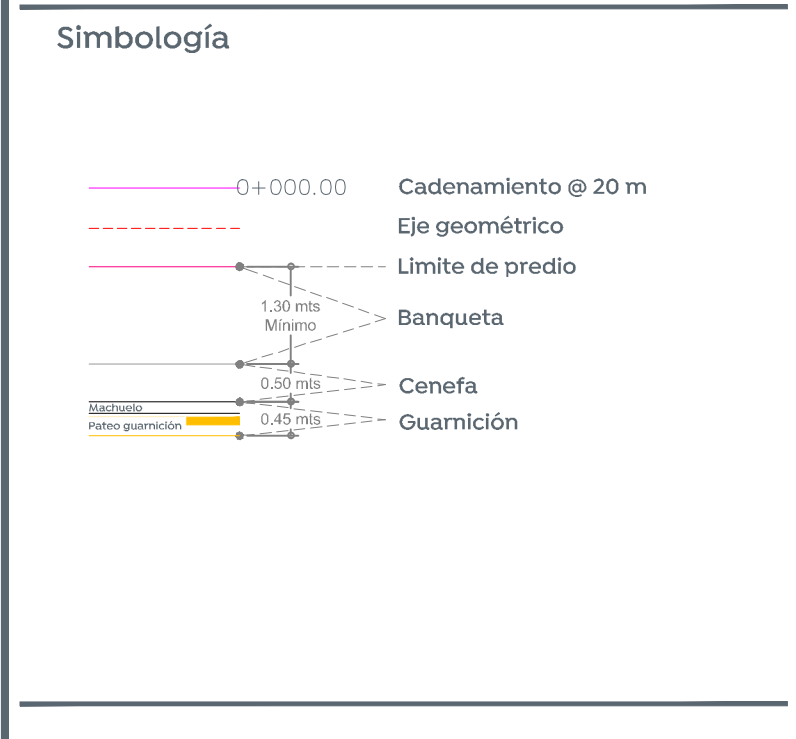 Simbología
0+000.00 Cadenamiento @ 20 m
Eje geométrico
Limite de predio
1.30 mts
Mínimo
Banqueta
0.50 mts Cenefa
Machuelo
Pateo guarnición
0.45 mts Guarnición